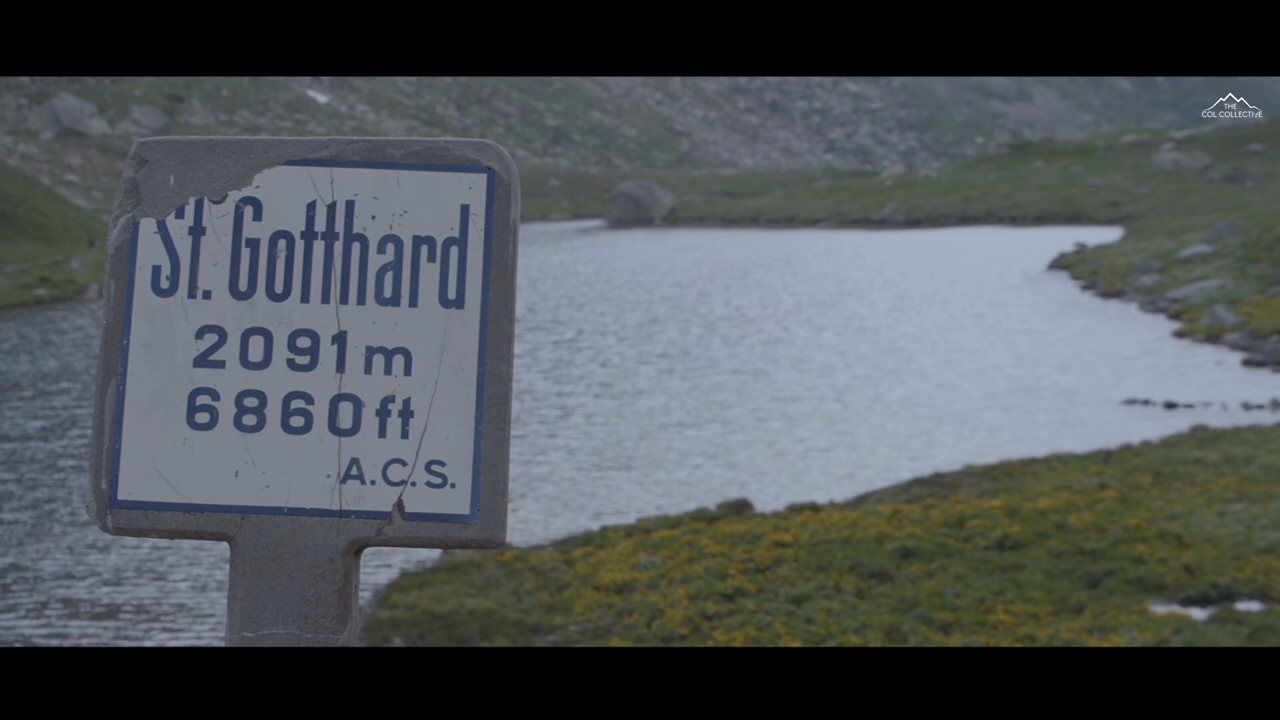 St. Gotthard
2091m
6860ft
A.C.S.
THE
COL COLLECTIVE